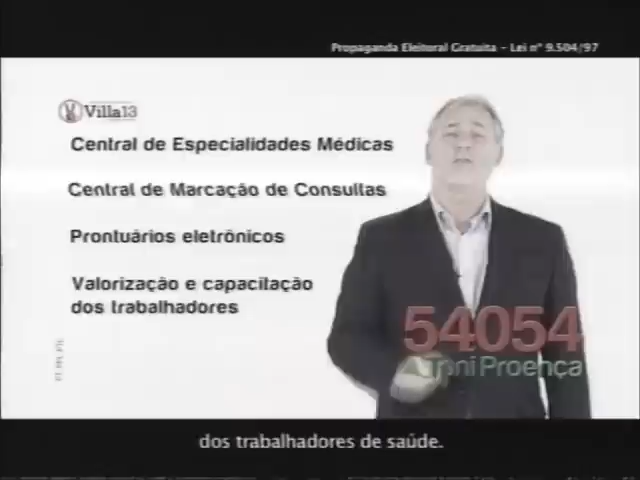 Propaganda Eleitoral Gratuita – Lei nº 9.504/97
Villa13
Central de Especialidades Médicas
Central de Marcação de Consultas
Prontuários eletrônicos
Valorização e capacitação
dos trabalhadores
54054
Toni Proença
dos trabalhadores de saúde.